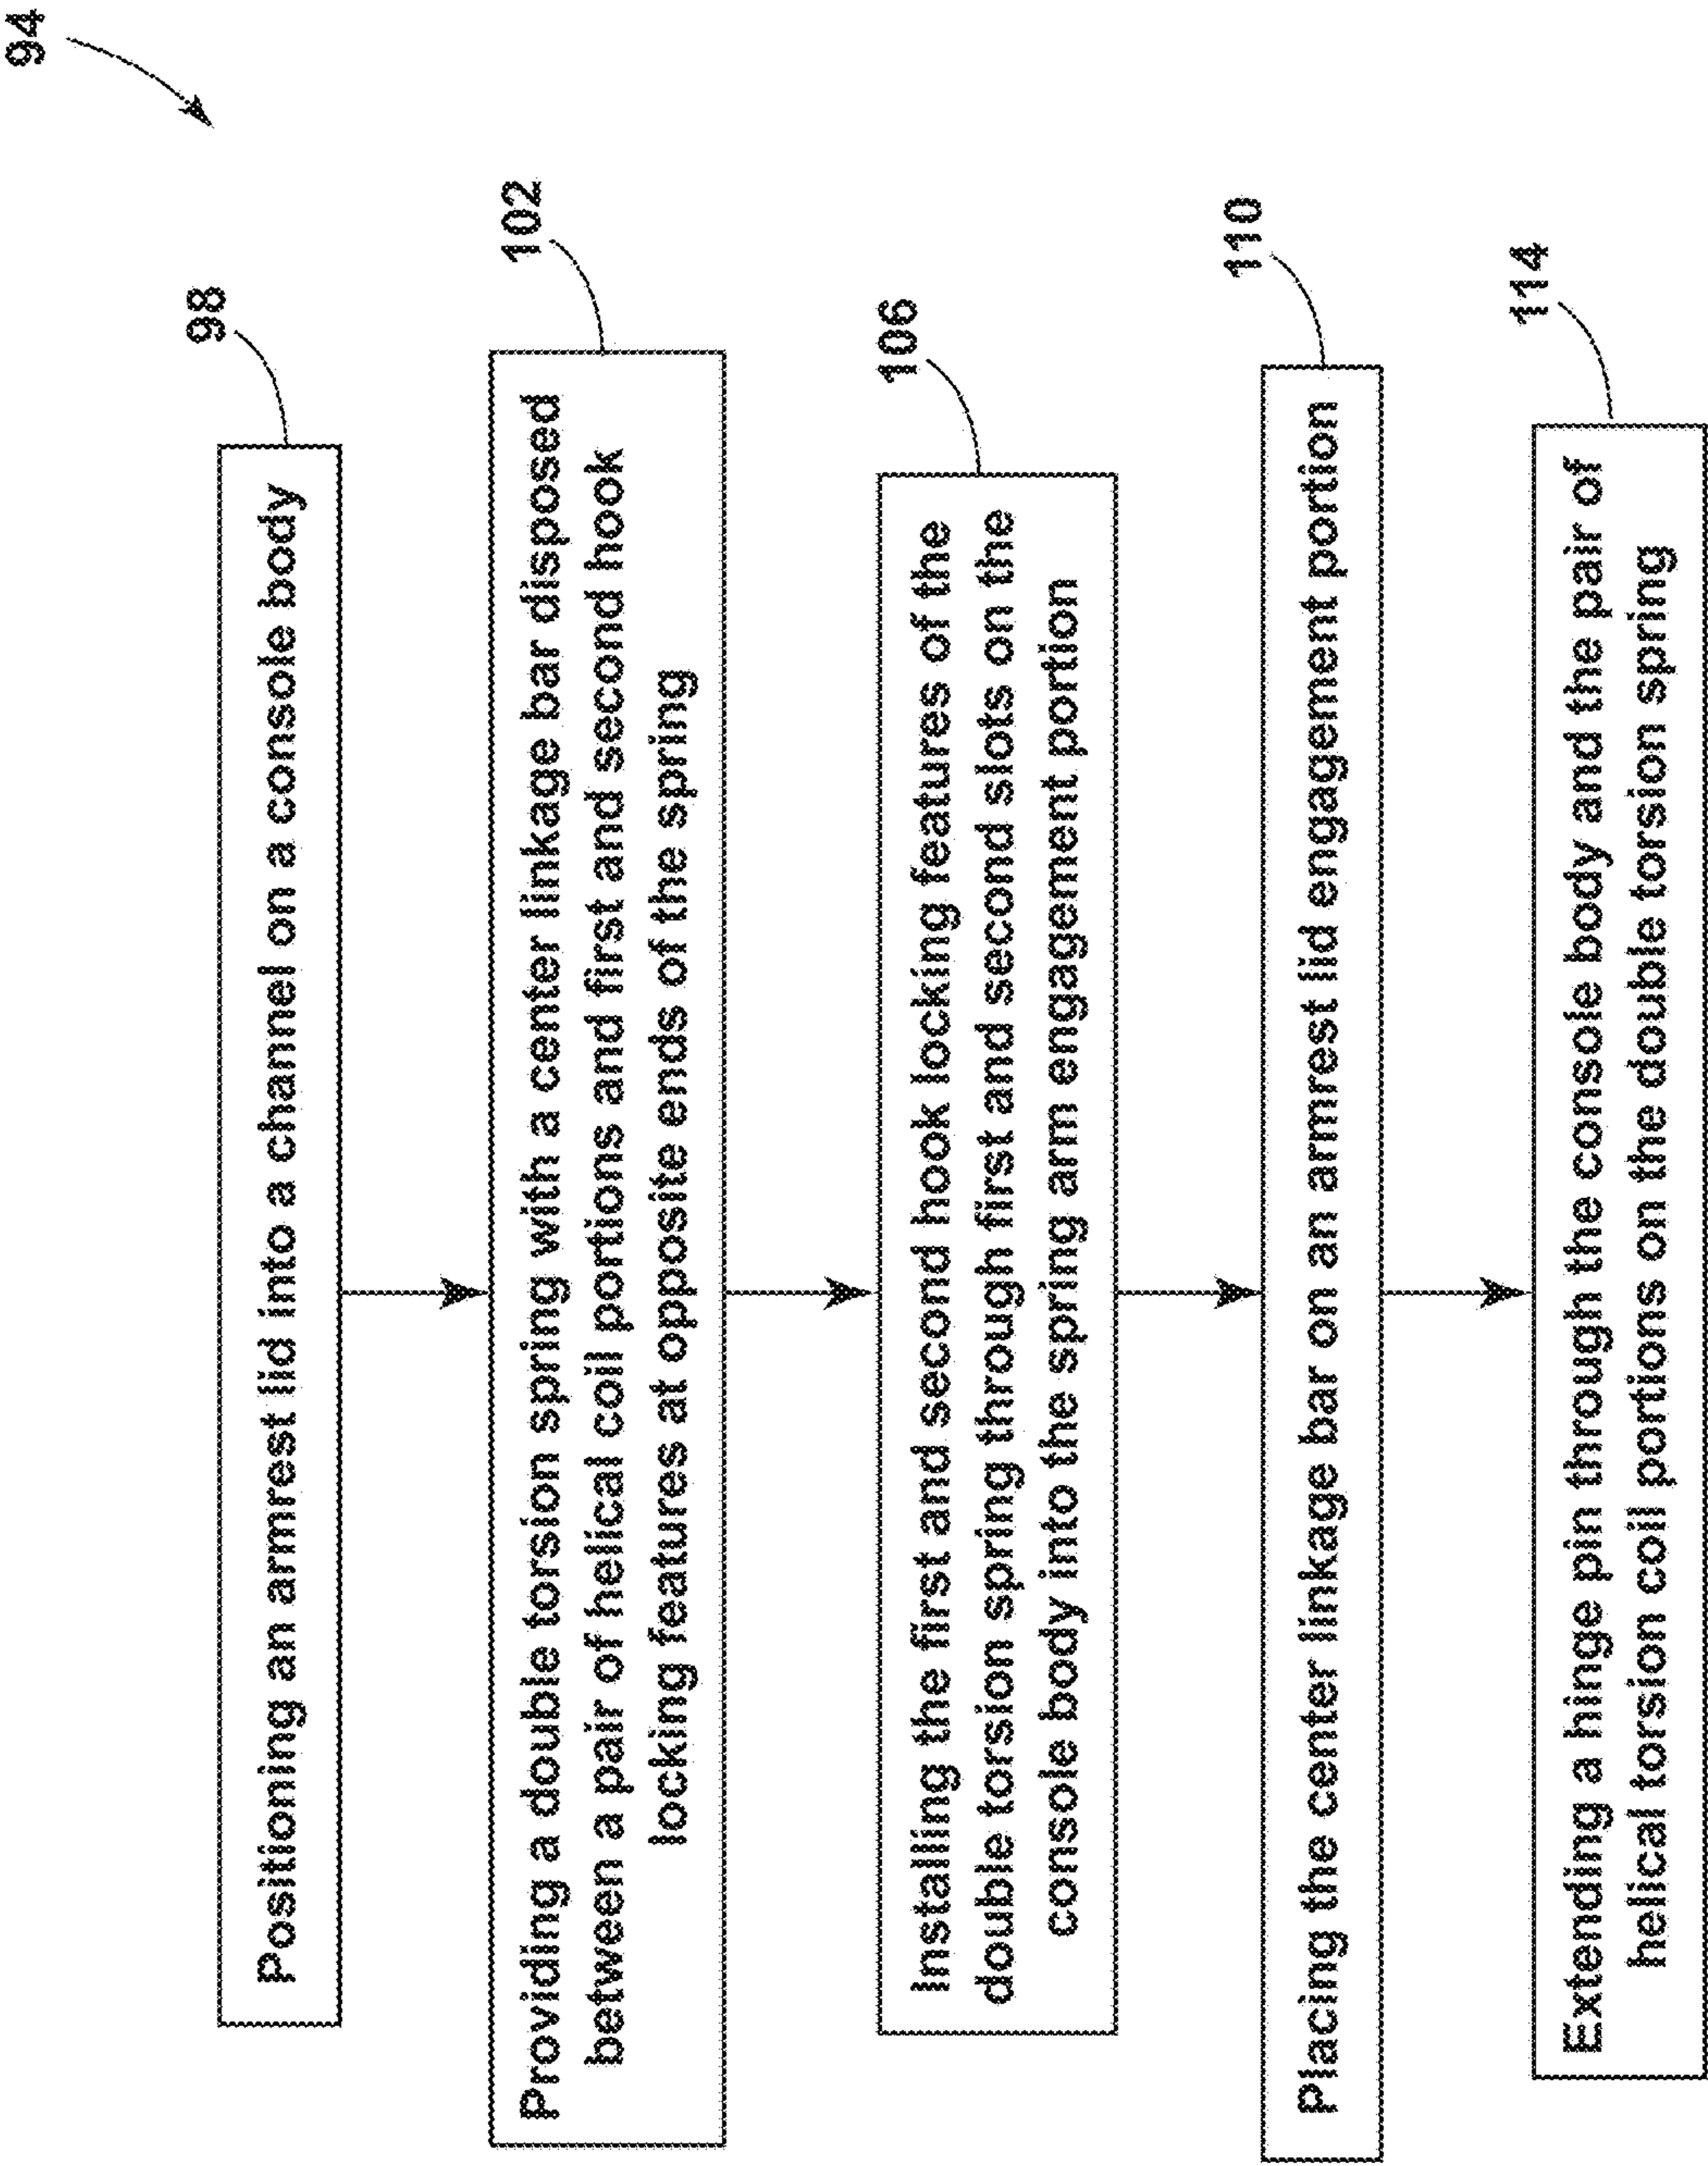 94
98
Positioning an armrest lid into a channel on a console body
102
Providing a double torsion spring with a center linkage bar disposed
between a pair of helical coil portions and first and second hook
locking features at opposite ends of the spring
106
Installing the first and second hook locking features of the
double torsion spring through first and second slots on the
console body into the spring arm engagement portion
110
Placing the center linkage bar on an armrest lid engagement portion
114
Extending a hinge pin through the console body and the pair of
helical torsion coil portions on the double torsion spring